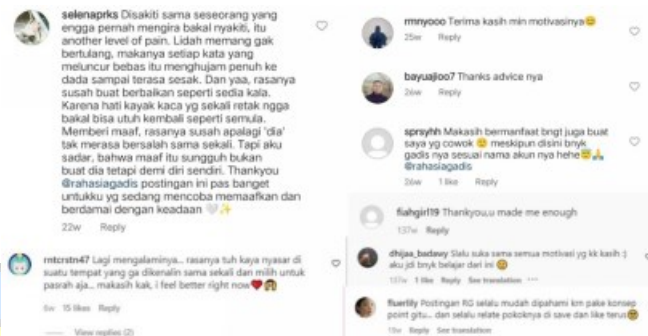 selenaprks Disakiti sama seseorang yang
engga pernah mengira bakal nyakiti, itu
another level of pain. Lidah memang gak
bertulang, makanya setiap kata yang
meluncur bebas itu menghujam penuh ke
dada sampai terasa sesak. Dan yaa, rasanya
susah buat berbaikan seperti sedia kala.
Karena hati kayak kaca yg sekali retak ngga
bakal bisa utuh kembali seperti semula.
Memberi maaf, rasanya susah apalagi 'dia'
tak merasa bersalah sama sekali. Tapi aku
sadar, bahwa maaf itu sungguh bukan
buat dia tetapi demi diri sendiri. Thankyou
@rahasiagadis postingan ini pas banget
untukku yg sedang mencoba memaafkan dan
berdamai dengan keadaan 🤍✨
22w Reply
rntcrstn47 Lagi mengalaminya... rasanya tuh kaya nyasar di
suatu tempat yang ga dikenalin sama sekali dan milih untuk
pasrah aja... makasih kak, i feel better right now❤️
6w 15 likes Reply
View replies (2)
rmnyooo Terima kasih min motivasinya😊
25w Reply
bayuajioo7 Thanks advice nya
26w Reply
sprsyhh Makasih bermanfaat bngt juga buat
saya yg cowok meskipun disini bnyk
gadis nya sesuai nama akun nya hehe😇🙏
@rahasiagadis
26w 1 like Reply
fiahgirl19 Thankyou,u made me enough
137w Reply
dhijaa_badawy Slalu suka sama semua motivasi yg kk kasih :)
aku jdi bnyk belajar dari ini
137w 1 like Reply See translation
fluerlily Postingan RG selalu mudah dipahami km pake konsep
point gitu... dan selalu relate pokoknya di save dan like terus
Reply See translation